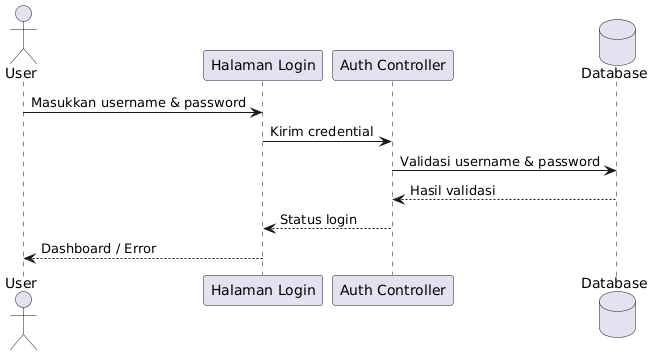 User
Halaman Login
Auth Controller
Database
Masukkan username & password
Kirim credential
Validasi username & password
Hasil validasi
Status login
Dashboard / Error
User
Halaman Login
Auth Controller
Database